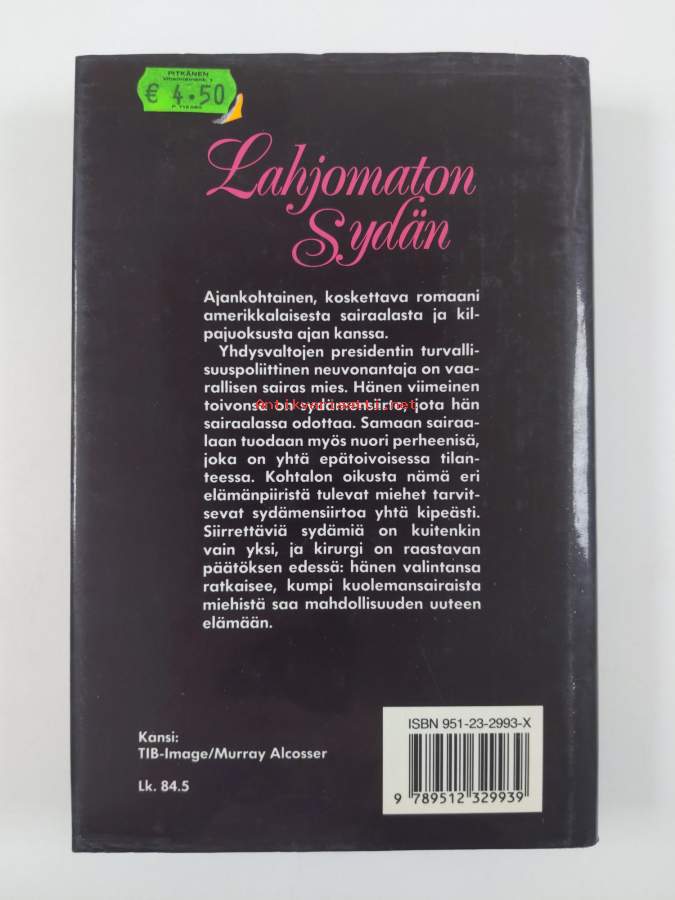 PITKÄNEN
€ 4.50
Lahjomaton
Sydän
Ajankohtainen, koskettava romaani
amerikkalaisesta sairaalasta ja kil-
pajuoksusta ajan kanssa.
Yhdysvaltojen presidentin turvalli-
suuspoliittinen neuvonantaja on vaa-
rallisen sairas mies. Hänen viimeinen
toivonsa on sydämensiirto, jota hän
Antikvariaatti.net
sairaalassa odottaa. Samaan sairaa-
laan tuodaan myös nuori perheenisä,
joka on yhtä epätoivoisessa tilan-
teessa. Kohtalon oikusta nämä eri
elämänpiiristä tulevat miehet tarvit-
sevat sydämensiirtoa yhtä kipeästi.
Siirrettäviä sydämiä on kuitenkin
vain yksi, ja kirurgi on raastavan
päätöksen edessä: hänen valintansa
ratkaisee, kumpi kuolemansairaista
miehistä saa mahdollisuuden uuteen
elämään.
Kansi:
TIB-Image/Murray Alcosser
Lk. 84.5
ISBN 951-23-2993-X
9 789512 329939